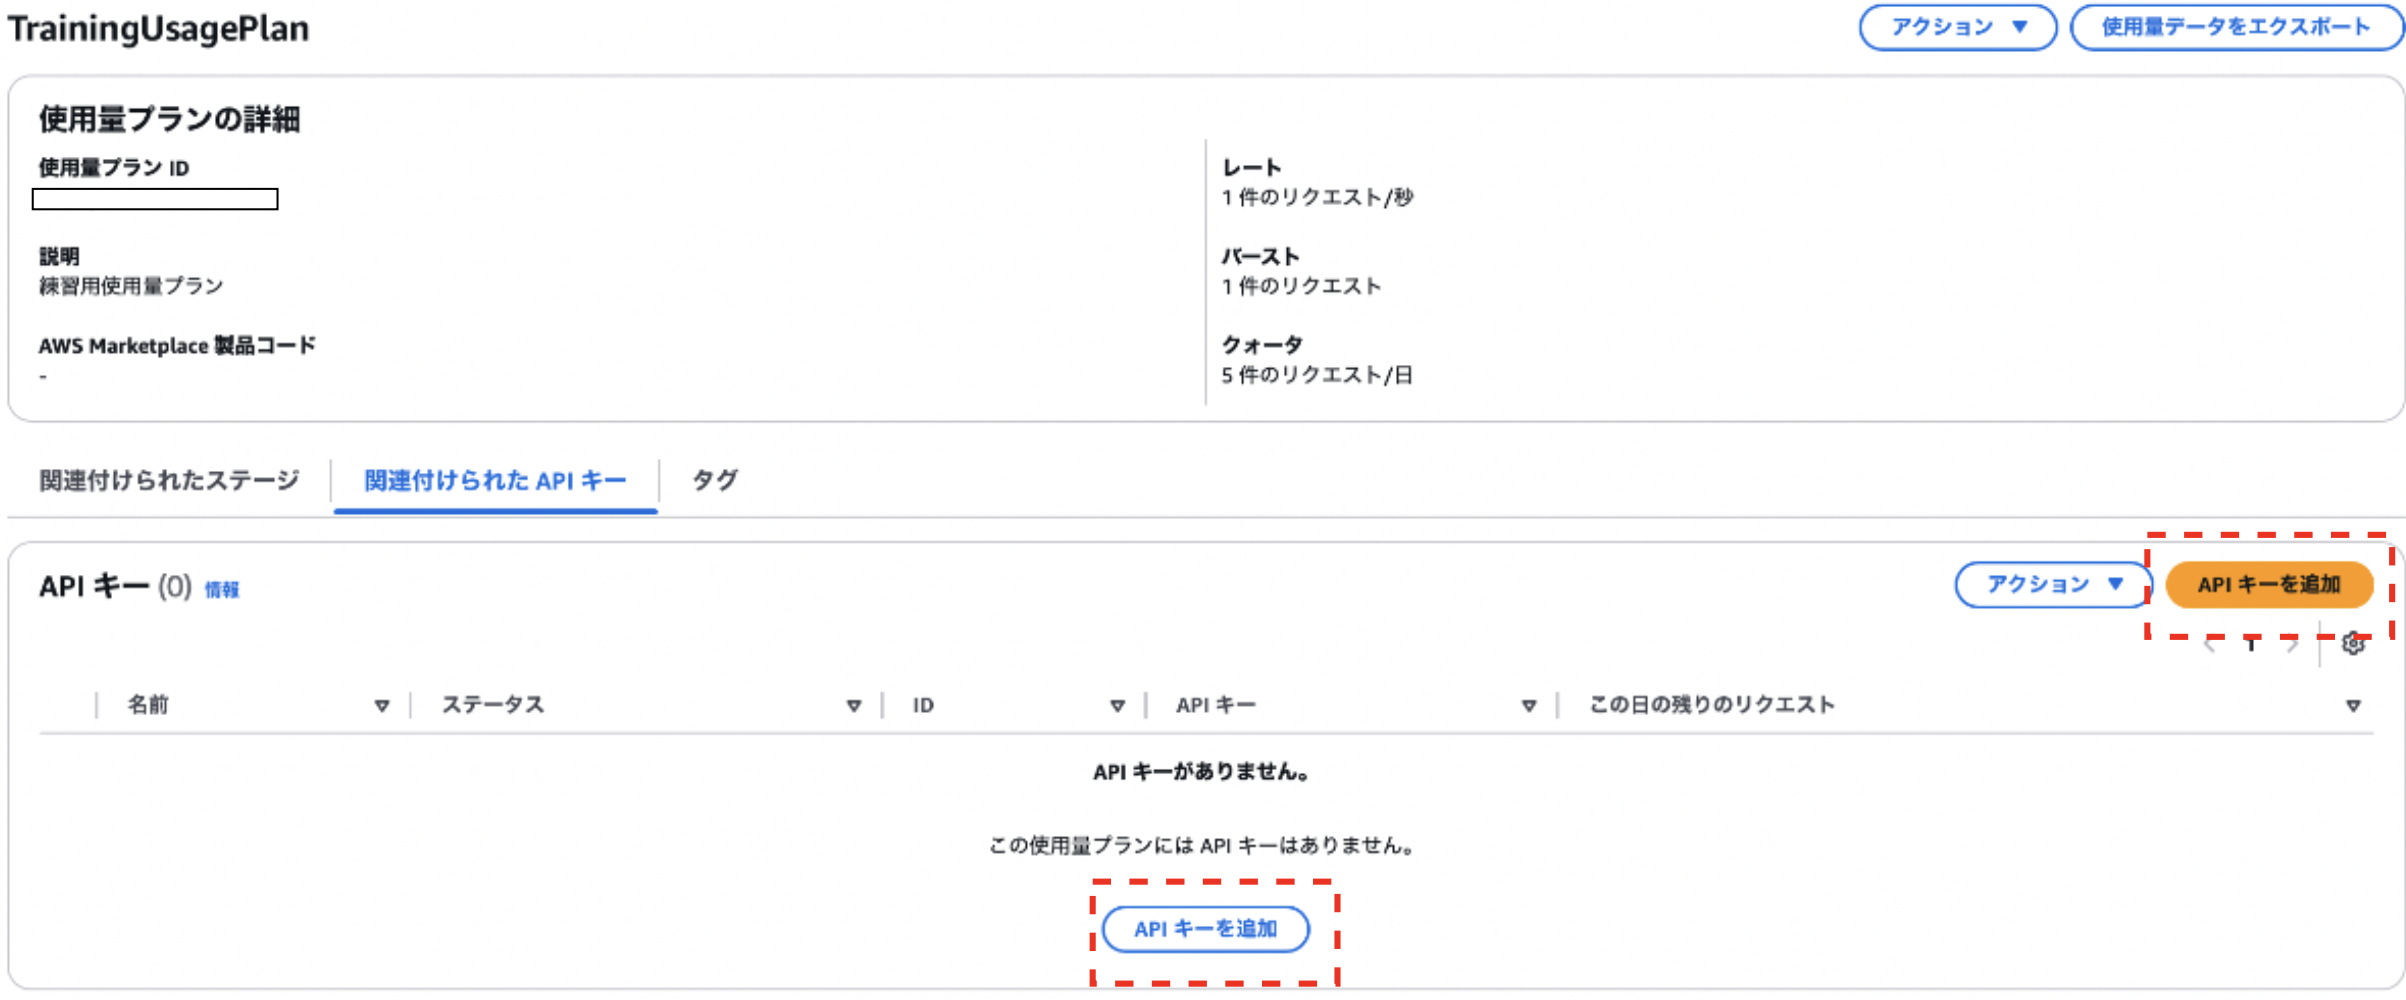 TrainingUsagePlan
アクション ▼
使用量データをエクスポート
使用量プランの詳細
使用量プラン ID
レート
1 件のリクエスト/秒
説明
練習用使用量プラン
バースト
1 件のリクエスト
AWS Marketplace 製品コード
-
クォータ
5 件のリクエスト/日
関連付けられたステージ
関連付けられた API キー
タグ
API キー (0) 情報
アクション ▼
API キーを追加
1
名前
ステータス
ID
API キー
この日の残りのリクエスト
API キーがありません。
この使用量プランには API キーはありません。
API キーを追加